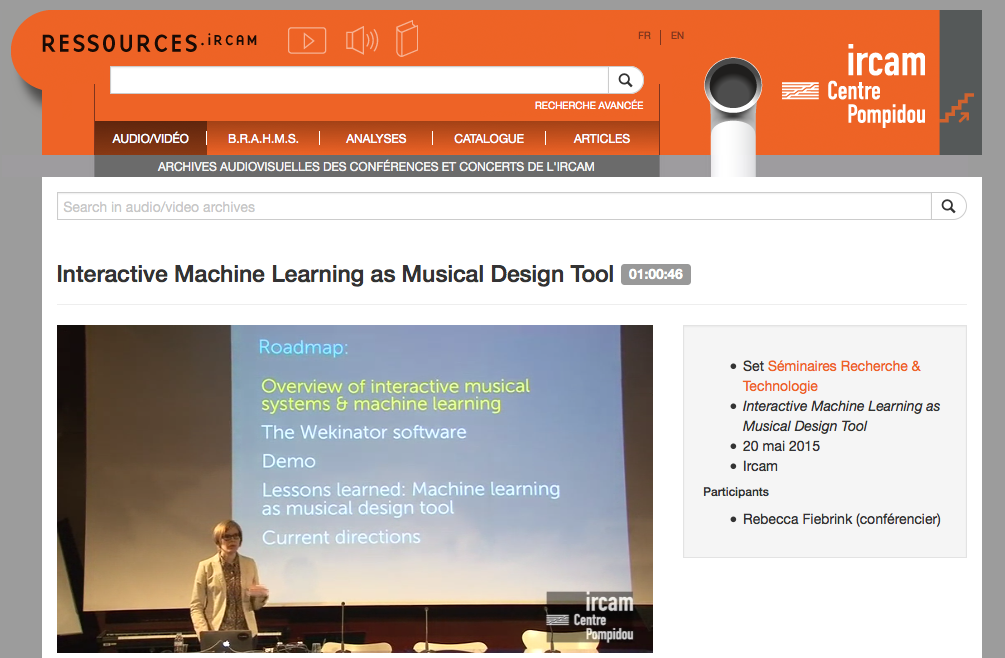 RESSOURCES.IRCAM
FR | EN
ircam
Centre
Pompidou
RECHERCHE AVANCÉE
AUDIO/VIDÉO
B.R.A.H.M.S.
ANALYSES
CATALOGUE
ARTICLES
ARCHIVES AUDIOVISUELLES DES CONFÉRENCES ET CONCERTS DE L'IRCAM
Search in audio/video archives
Interactive Machine Learning as Musical Design Tool 01:00:46
Roadmap:
Overview of interactive musical
systems & machine learning
The Wekinator software
Demo
Lessons learned: Machine learning
as musical design tool
Current directions
ircam
Centre
Pompidou
Set Séminaires Recherche &
Technologie
Interactive Machine Learning as
Musical Design Tool
20 mai 2015
Ircam
Participants
Rebecca Fiebrink (conférencier)